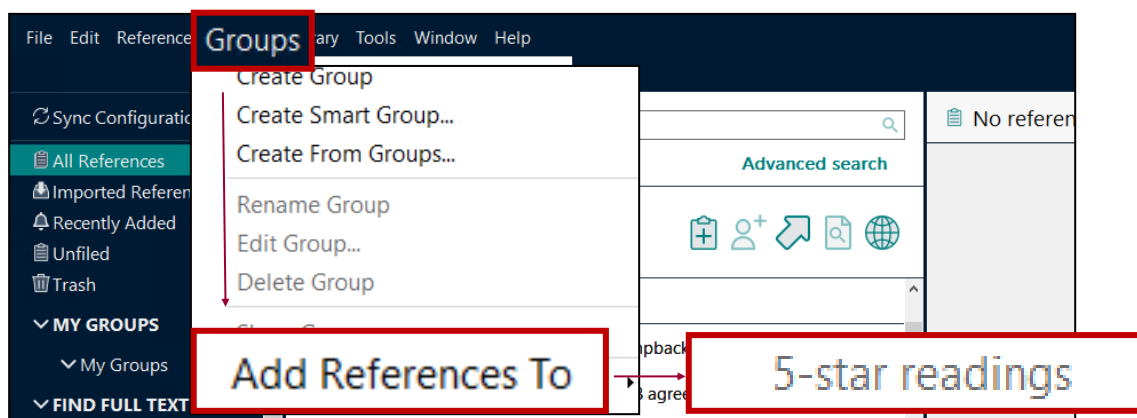 File Edit Reference Groups ary Tools Window Help
Create Group
Sync Configuratio
Create Smart Group...
No referen
All References
Create From Groups...
Advanced search
Imported Referen
Recently Added
Rename Group
Unfiled
Edit Group...
Trash
Delete Group
MY GROUPS
My Groups
Add References To
5-star readings
FIND FULL TEXT
agree